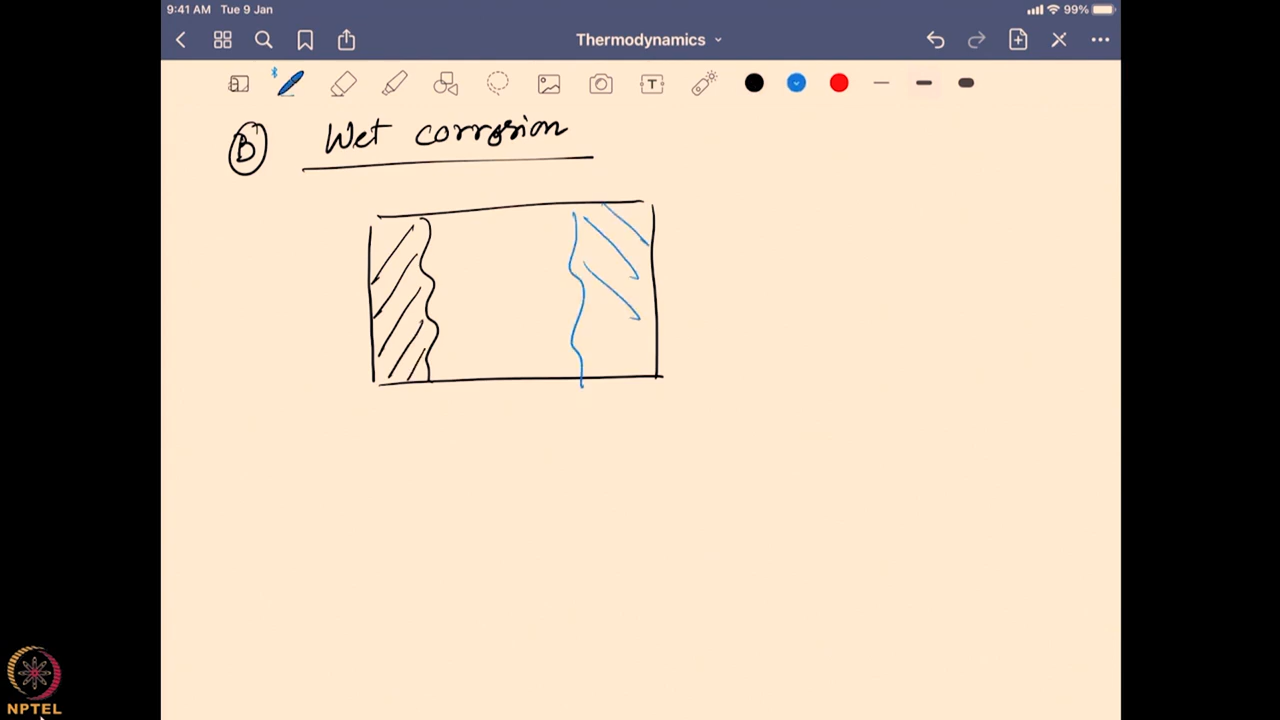 9:41 AM Tue 9 Jan 99%
Thermodynamics
T
B Wet corrosion
NPTEL